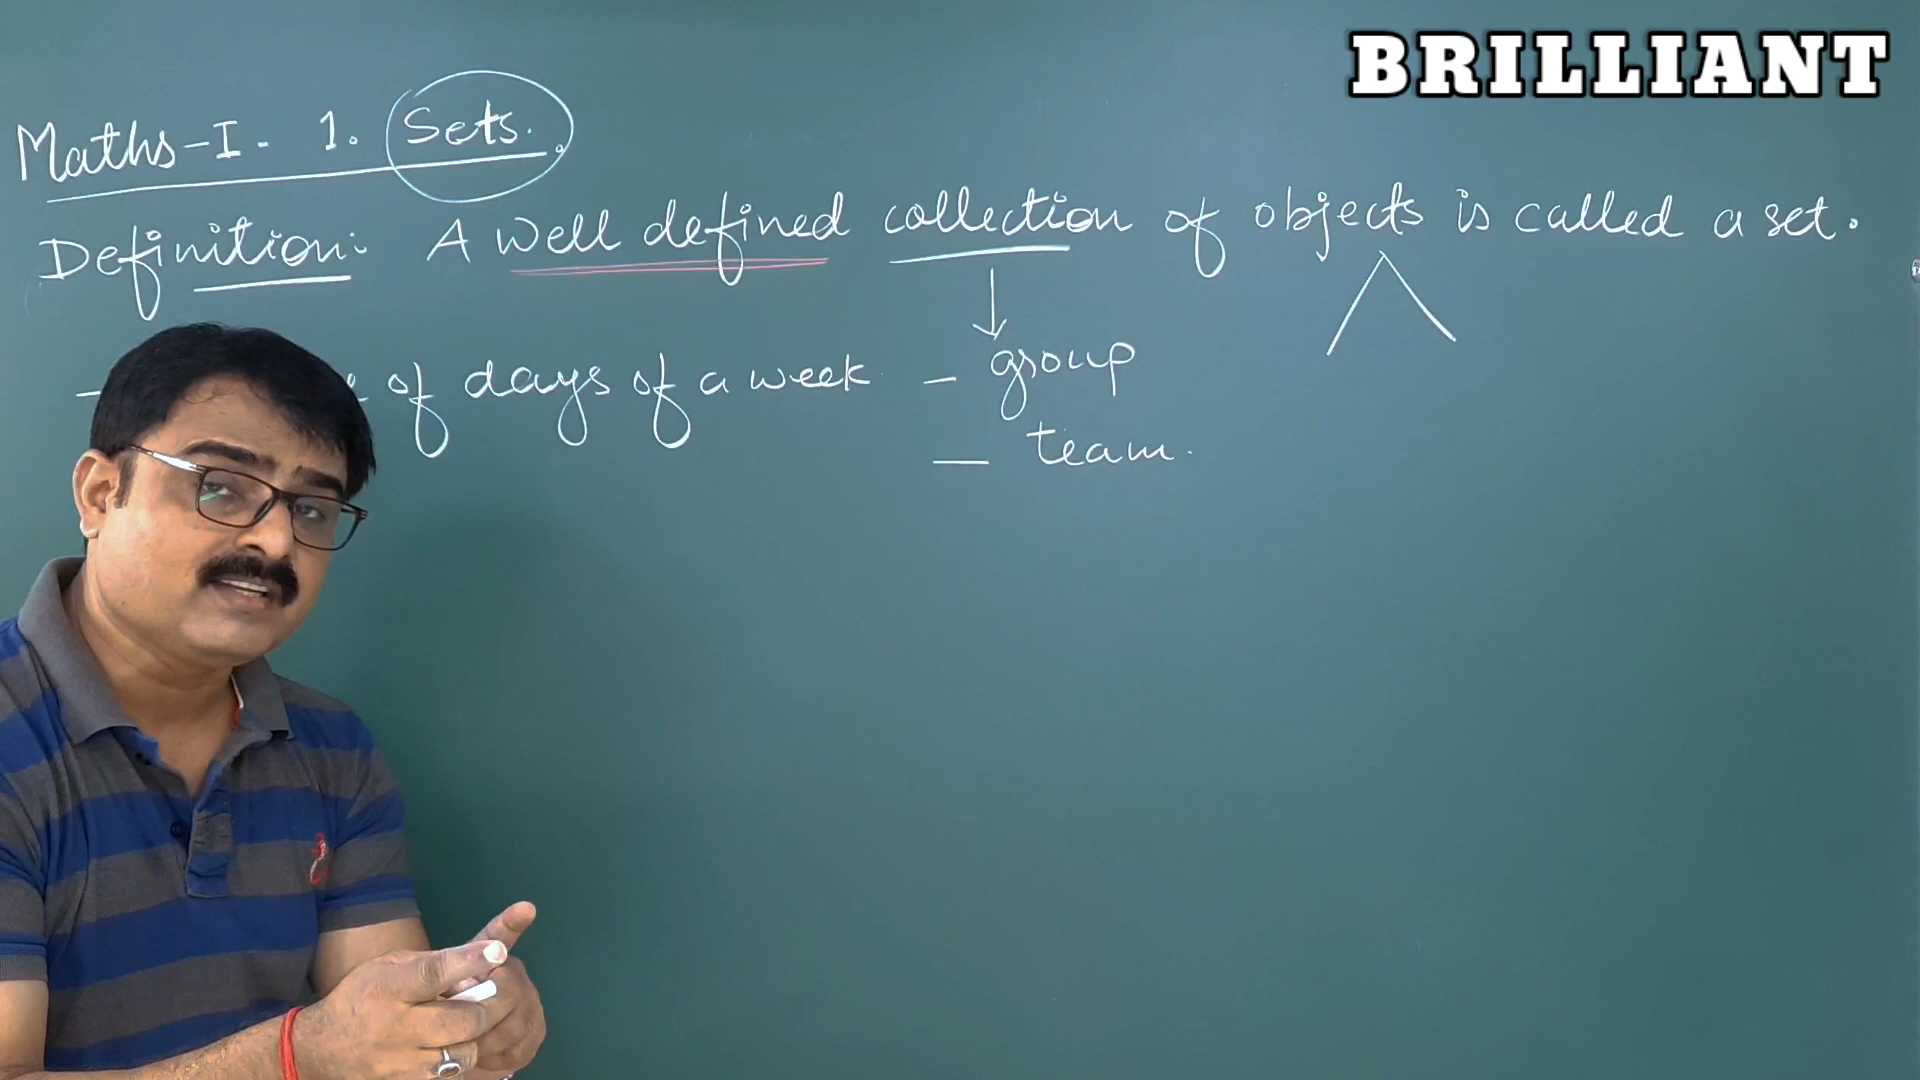 BRILLIANT
Maths-I- 1. Sets.
Definition: A well defined collection of objects is called a set.
- of days of a week - group
- team.